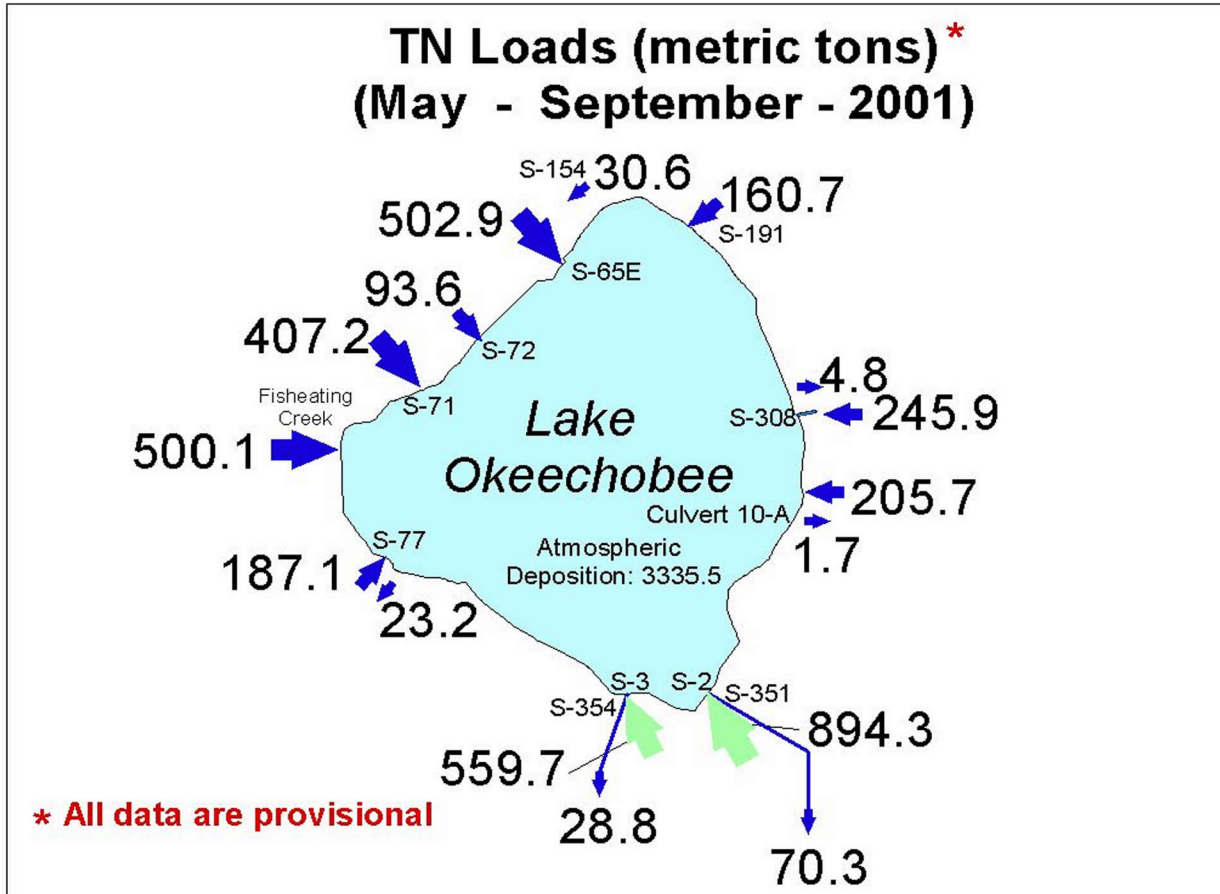 TN Loads (metric tons) *
(May - September - 2001)
S-154
30.6
160.7
S-191
502.9
S-65E
93.6
S-72
407.2
S-71
Fisheating
Creek
500.1
4.8
S-308
245.9
Lake
Okeechobee
205.7
Culvert 10-A
1.7
Atmospheric
Deposition: 3335.5
S-77
187.1
23.2
S-3
S-2
S-354
S-351
559.7
894.3
28.8
70.3
* All data are provisional